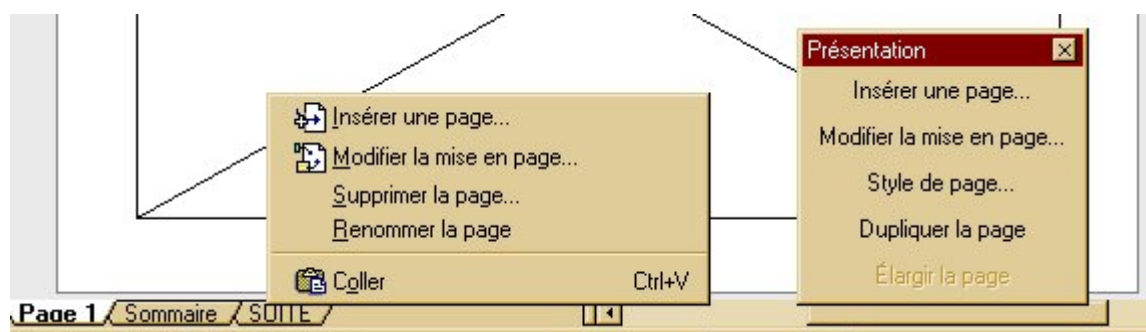 Présentation
Insérer une page...
Modifier la mise en page...
Style de page...
Dupliquer la page
Élargir la page
Insérer une page...
Modifier la mise en page...
Supprimer la page...
Renommer la page
Coller Ctrl+V
Page 1 Sommaire SUITE